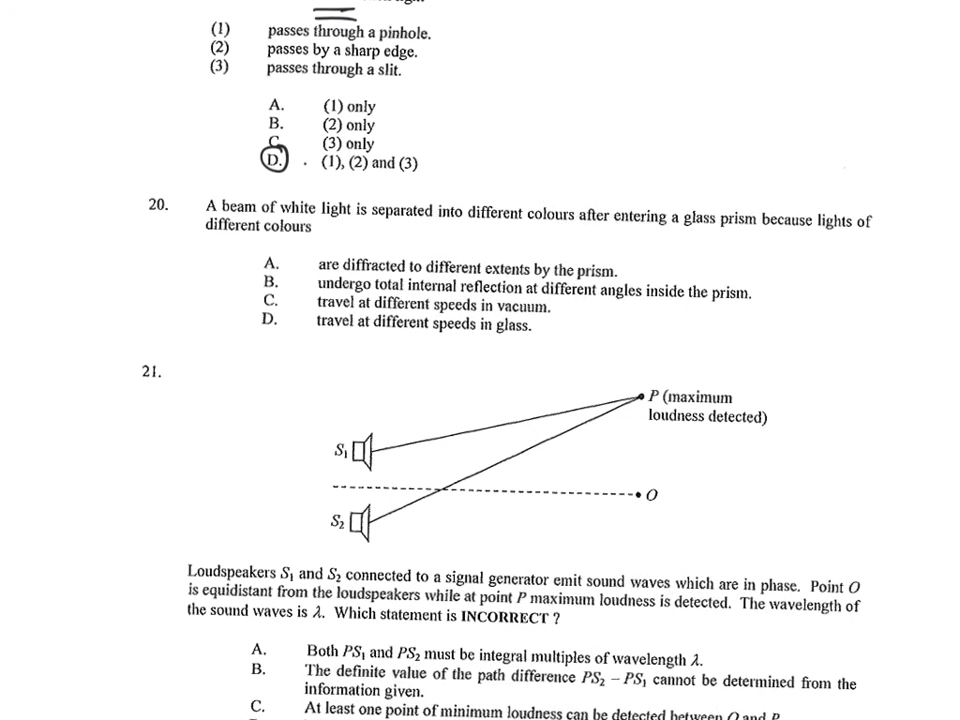 (1) passes through a pinhole.
(2) passes by a sharp edge.
(3) passes through a slit.
A. (1) only
B. (2) only
C. (3) only
D. (1), (2) and (3)
20. A beam of white light is separated into different colours after entering a glass prism because lights of
different colours
A. are diffracted to different extents by the prism.
B. undergo total internal reflection at different angles inside the prism.
C. travel at different speeds in vacuum.
D. travel at different speeds in glass.
21.
P (maximum
loudness detected)
S₁
O
S₂
Loudspeakers S₁ and S₂ connected to a signal generator emit sound waves which are in phase. Point O
is equidistant from the loudspeakers while at point P maximum loudness is detected. The wavelength of
the sound waves is λ. Which statement is INCORRECT ?
A. Both PS₁ and PS₂ must be integral multiples of wavelength λ.
B. The definite value of the path difference PS₂ – PS₁ cannot be determined from the
information given.
C. At least one point of minimum loudness can be detected between O and P